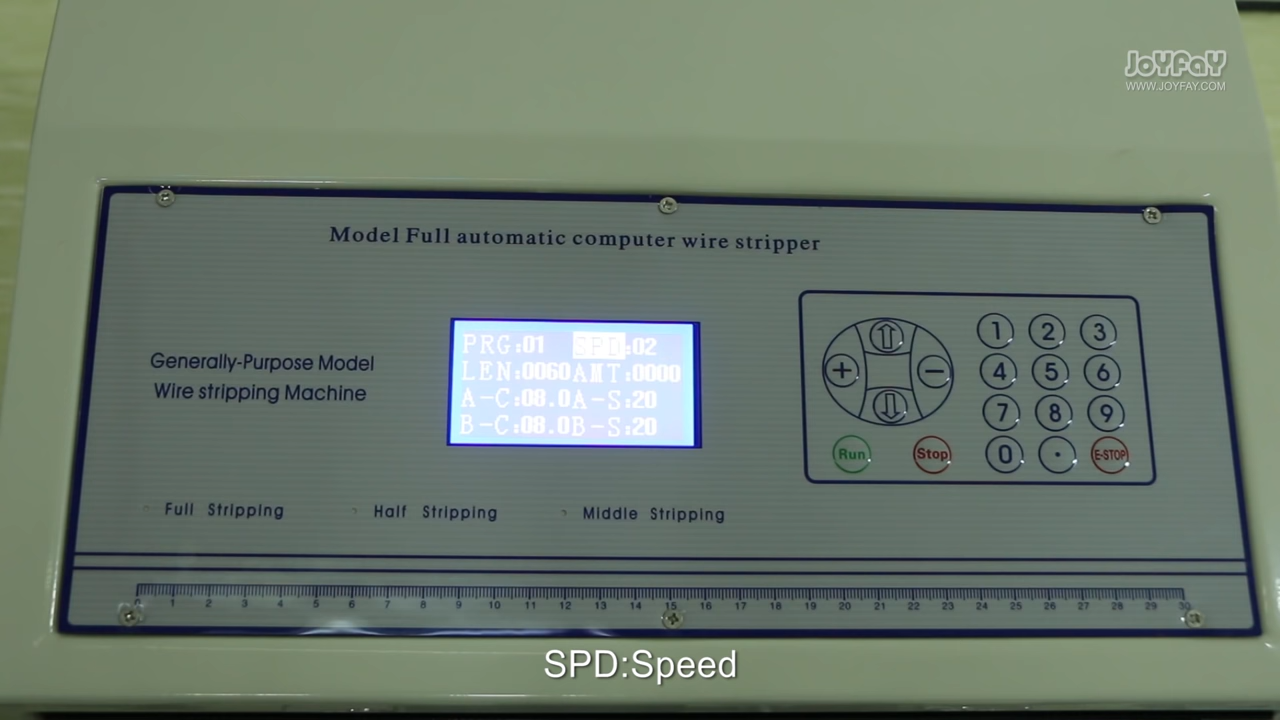 JOYFAY
WWW.JOYFAY.COM
Model Full automatic computer wire stripper
Generally-Purpose Model
Wire stripping Machine
PRG:01 SPD:02
LEN:0060AMT:0000
A-C:08.0A-S:20
B-C:08.0B-S:20
+ -
1 2 3
4 5 6
7 8 9
Run Stop 0 . E-STOP
Full Stripping Half Stripping Middle Stripping
0 1 2 3 4 5 6 7 8 9 10 11 12 13 14 15 16 17 18 19 20 21 22 23 24 25 26 27 28 29 30
SPD:Speed